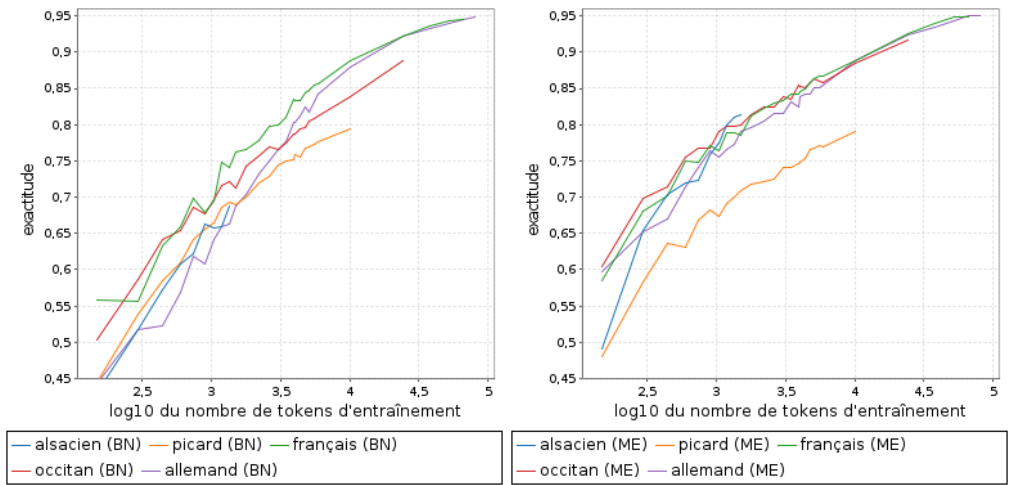 0,95
0,9
0,85
0,8
0,75
0,7
0,65
0,6
0,55
0,5
0,45
exactitude
2,5 3 3,5 4 4,5 5
log10 du nombre de tokens d'entraînement
alsacien (BN) picard (BN) français (BN)
occitan (BN) allemand (BN)
0,95
0,9
0,85
0,8
0,75
0,7
0,65
0,6
0,55
0,5
0,45
exactitude
2,5 3 3,5 4 4,5 5
log10 du nombre de tokens d'entraînement
alsacien (ME) picard (ME) français (ME)
occitan (ME) allemand (ME)